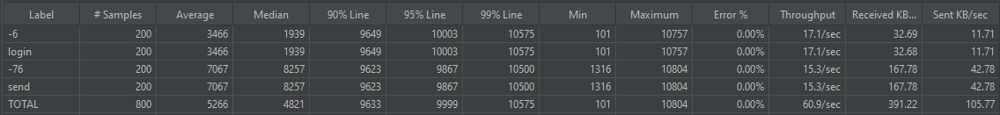 Label # Samples Average Median 90% Line 95% Line 99% Line Min Maximum Error % Throughput Received KB... Sent KB/sec
-6 200 3466 1939 9649 10003 10575 101 10757 0.00% 17.1/sec 32.69 11.71
login 200 3466 1939 9649 10003 10575 101 10757 0.00% 17.1/sec 32.68 11.71
-76 200 7067 8257 9623 9867 10500 1316 10804 0.00% 15.3/sec 167.78 42.78
send 200 7067 8257 9623 9867 10500 1316 10804 0.00% 15.3/sec 167.78 42.78
TOTAL 800 5266 4821 9633 9999 10575 101 10804 0.00% 60.9/sec 391.22 105.77